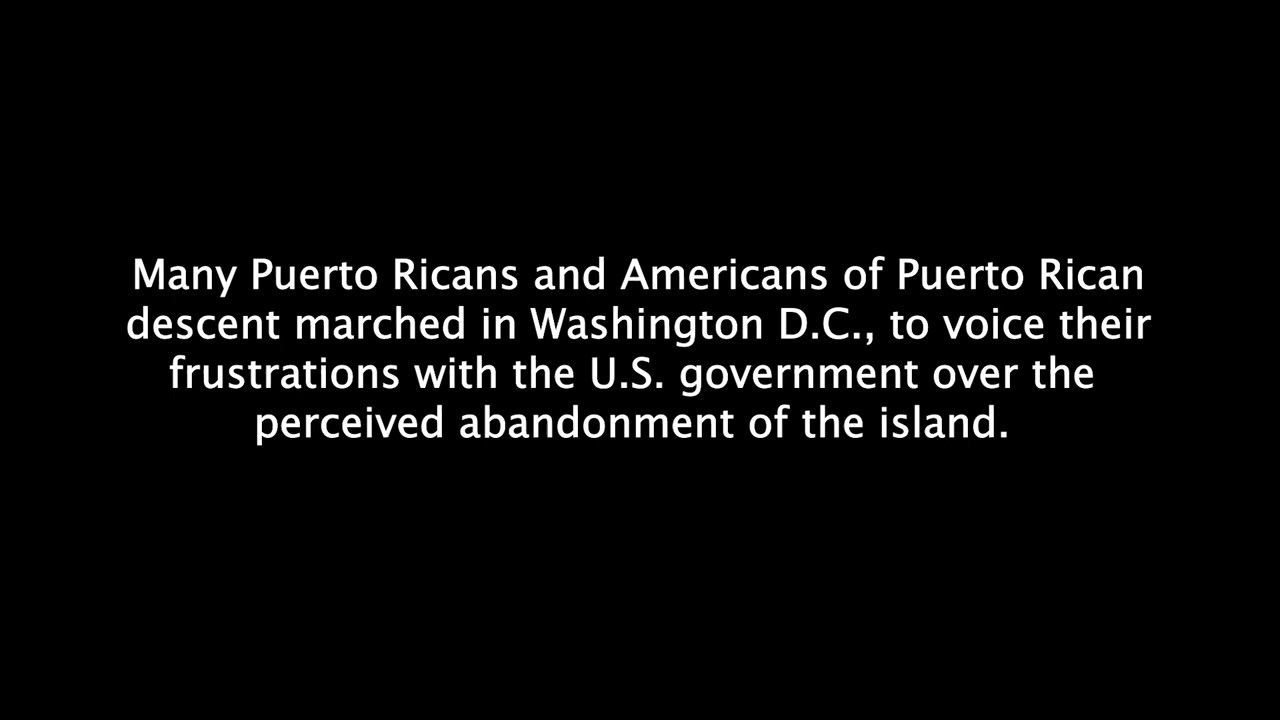 Many Puerto Ricans and Americans of Puerto Rican
descent marched in Washington D.C., to voice their
frustrations with the U.S. government over the
perceived abandonment of the island.